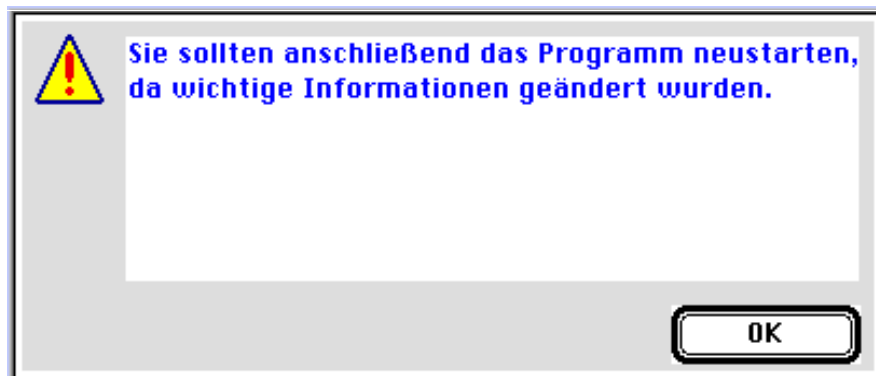 Sie sollten anschließend das Programm neustarten,
da wichtige Informationen geändert wurden.
OK